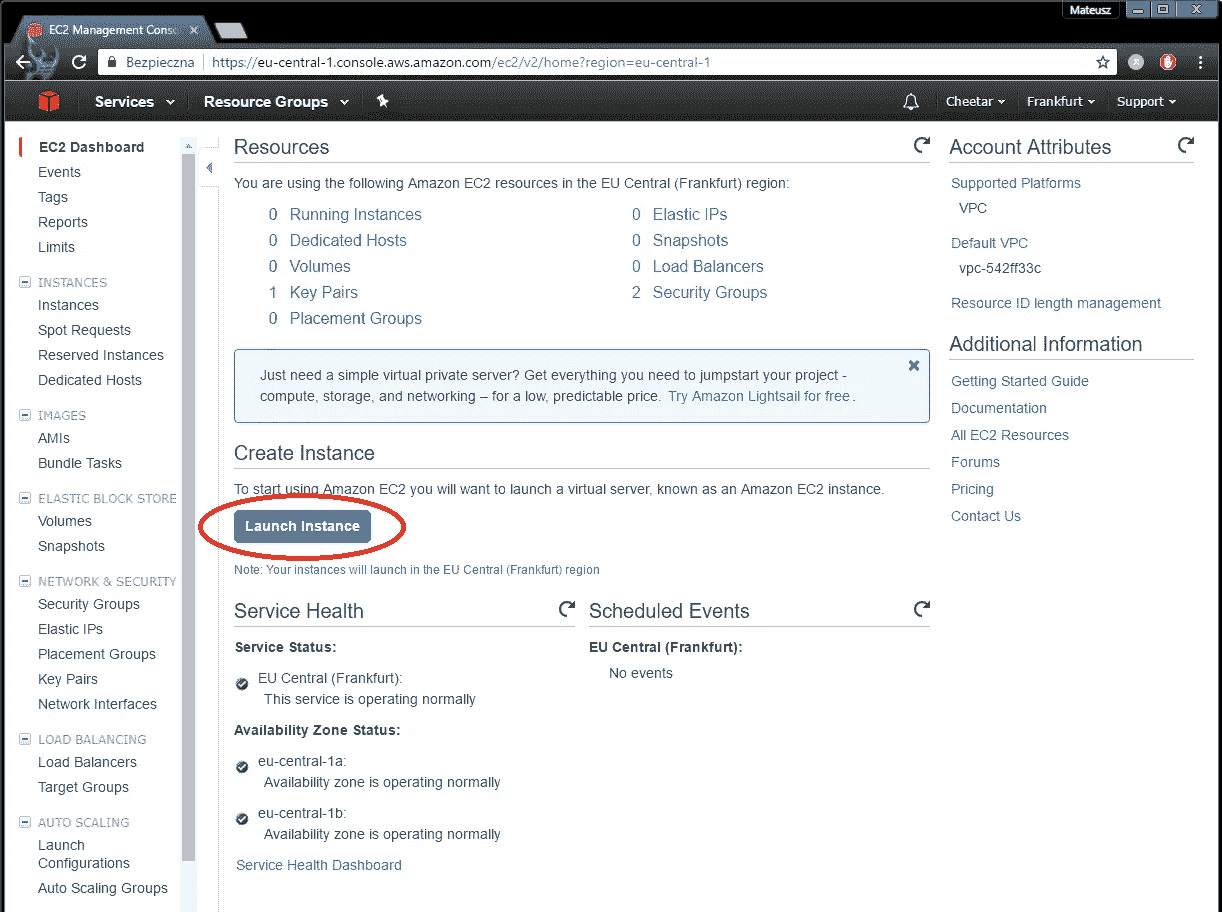 Mateusz
EC2 Management Conso
Bezpieczna
https://eu-central-1.console.aws.amazon.com/ec2/v2/home?region=eu-central-1
Services
Resource Groups
Cheetar
Frankfurt
Support
EC2 Dashboard
Events
Tags
Reports
Limits
INSTANCES
Instances
Spot Requests
Reserved Instances
Dedicated Hosts
IMAGES
AMIs
Bundle Tasks
ELASTIC BLOCK STORE
Volumes
Snapshots
NETWORK & SECURITY
Security Groups
Elastic IPs
Placement Groups
Key Pairs
Network Interfaces
LOAD BALANCING
Load Balancers
Target Groups
AUTO SCALING
Launch
Configurations
Auto Scaling Groups
Resources
You are using the following Amazon EC2 resources in the EU Central (Frankfurt) region:
0 Running Instances
0 Dedicated Hosts
0 Volumes
1 Key Pairs
0 Placement Groups
0 Elastic IPs
0 Snapshots
0 Load Balancers
2 Security Groups
Just need a simple virtual private server? Get everything you need to jumpstart your project -
compute, storage, and networking – for a low, predictable price. Try Amazon Lightsail for free.
Create Instance
To start using Amazon EC2 you will want to launch a virtual server, known as an Amazon EC2 instance.
Launch Instance
Note: Your instances will launch in the EU Central (Frankfurt) region
Service Health
Service Status:
EU Central (Frankfurt):
This service is operating normally
Availability Zone Status:
eu-central-1a:
Availability zone is operating normally
eu-central-1b:
Availability zone is operating normally
Service Health Dashboard
Scheduled Events
EU Central (Frankfurt):
No events
Account Attributes
Supported Platforms
VPC
Default VPC
vpc-542ff33c
Resource ID length management
Additional Information
Getting Started Guide
Documentation
All EC2 Resources
Forums
Pricing
Contact Us